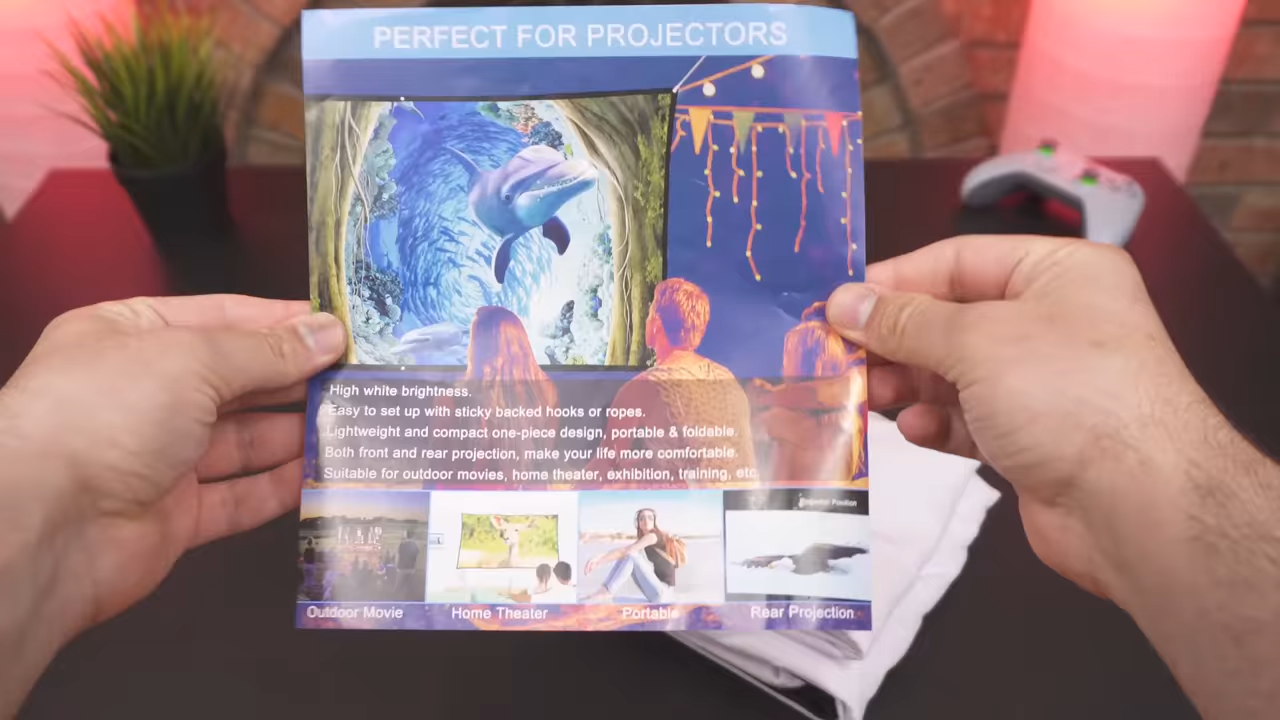 PERFECT FOR PROJECTORS
High white brightness.
Easy to set up with sticky backed hooks or ropes.
Lightweight and compact one-piece design, portable & foldable.
Both front and rear projection, make your life more comfortable.
Suitable for outdoor movies, home theater, exhibition, training, etc.
Projector Position
Outdoor Movie
Home Theater
Portable
Rear Projection